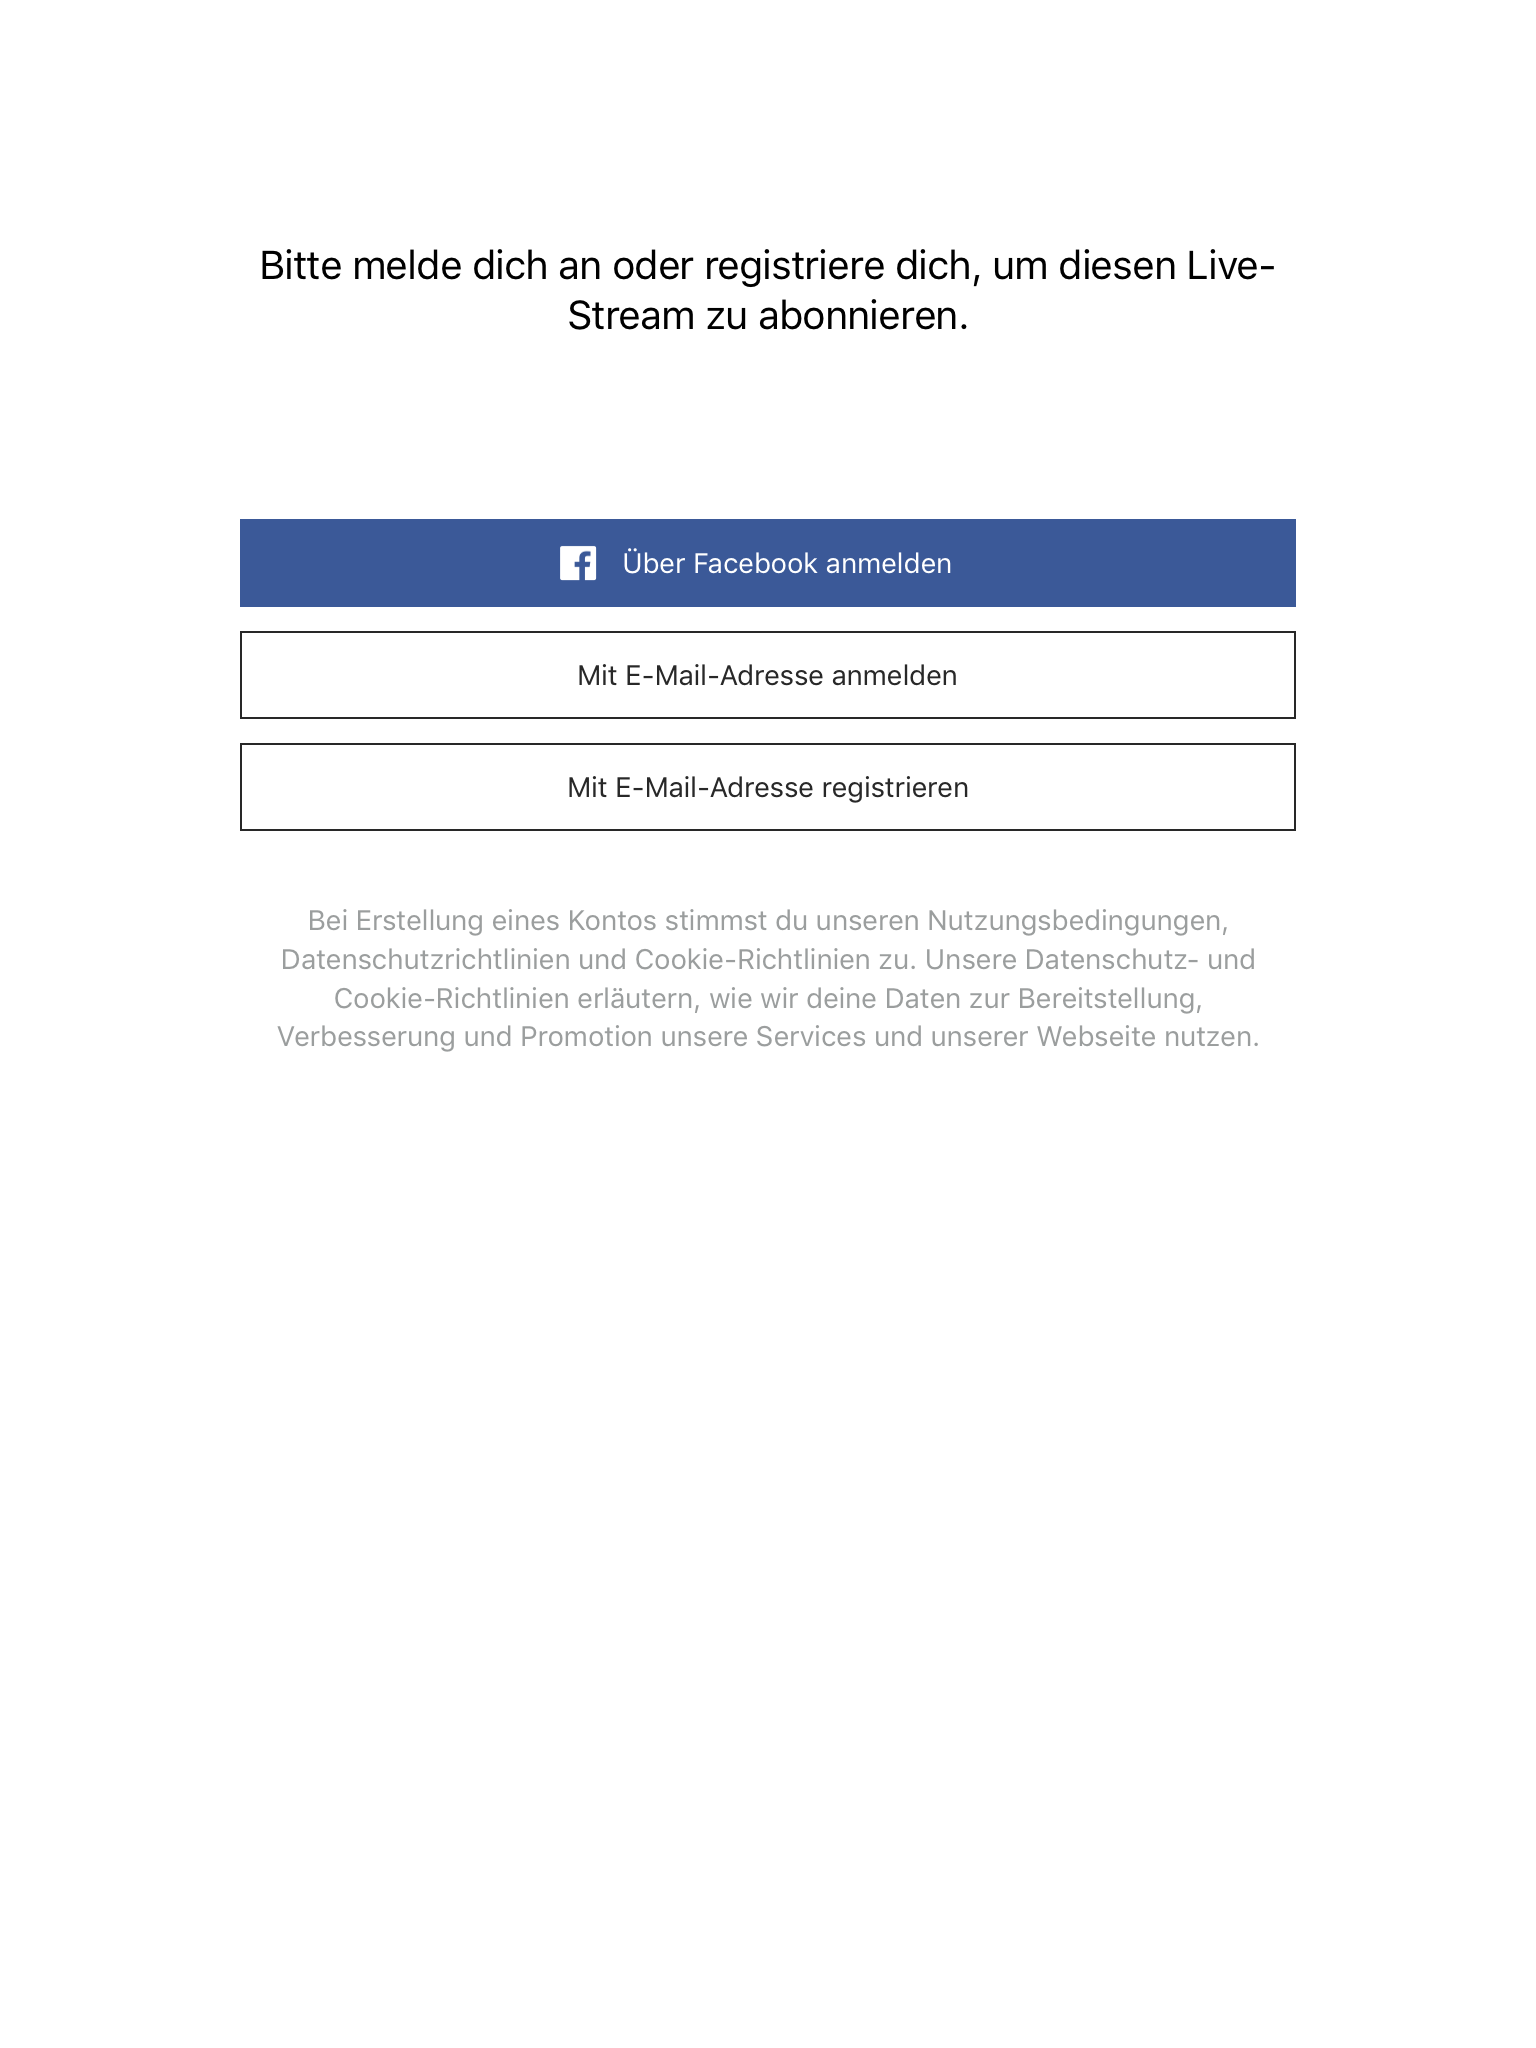 Bitte melde dich an oder registriere dich, um diesen Live-
Stream zu abonnieren.
Über Facebook anmelden
Mit E-Mail-Adresse anmelden
Mit E-Mail-Adresse registrieren
Bei Erstellung eines Kontos stimmst du unseren Nutzungsbedingungen,
Datenschutzrichtlinien und Cookie-Richtlinien zu. Unsere Datenschutz- und
Cookie-Richtlinien erläutern, wie wir deine Daten zur Bereitstellung,
Verbesserung und Promotion unsere Services und unserer Webseite nutzen.